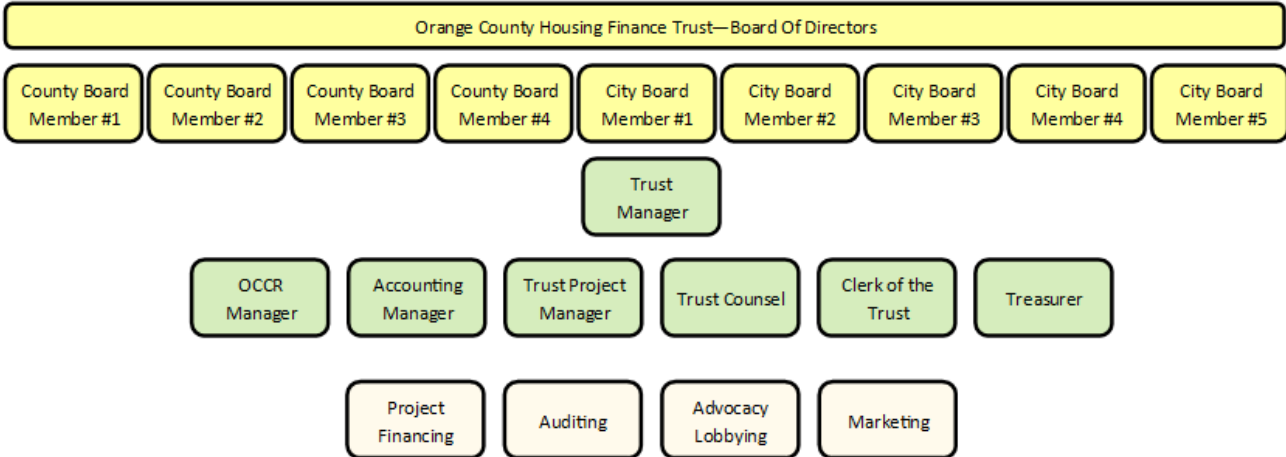 Orange County Housing Finance Trust—Board Of Directors
County Board
Member #1
County Board
Member #2
County Board
Member #3
County Board
Member #4
City Board
Member #1
City Board
Member #2
City Board
Member #3
City Board
Member #4
City Board
Member #5
Trust
Manager
OCCR
Manager
Accounting
Manager
Trust Project
Manager
Trust Counsel
Clerk of the
Trust
Treasurer
Project
Financing
Auditing
Advocacy
Lobbying
Marketing